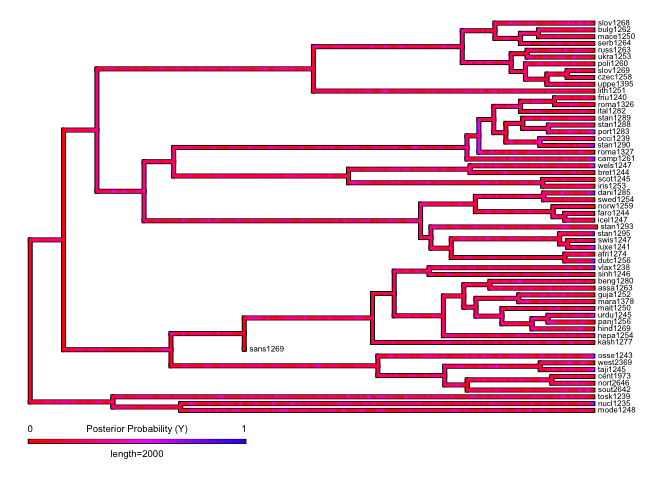 slov1268
bulg1262
mace1250
serb1264
russ1263
ukra1253
poli1260
slov1269
czec1258
uppe1395
lith1251
friu1240
roma1326
ital1282
stan1289
stan1288
port1283
occi1239
stan1290
roma1327
camp1261
wels1247
bret1244
scot1245
iris1253
dani1285
swed1254
norw1259
faro1244
icel1247
stan1293
stan1295
swis1247
luxe1241
afri1274
dutc1256
vlax1238
sinh1246
beng1280
assa1263
guja1252
mara1378
mait1250
urdu1245
panj1256
hind1269
nepa1254
kash1277
sans1269
osse1243
west2369
taji1245
cent1973
nort2646
sout2642
tosk1239
nucl1235
mode1248
0 Posterior Probability (Y) 1
length=2000